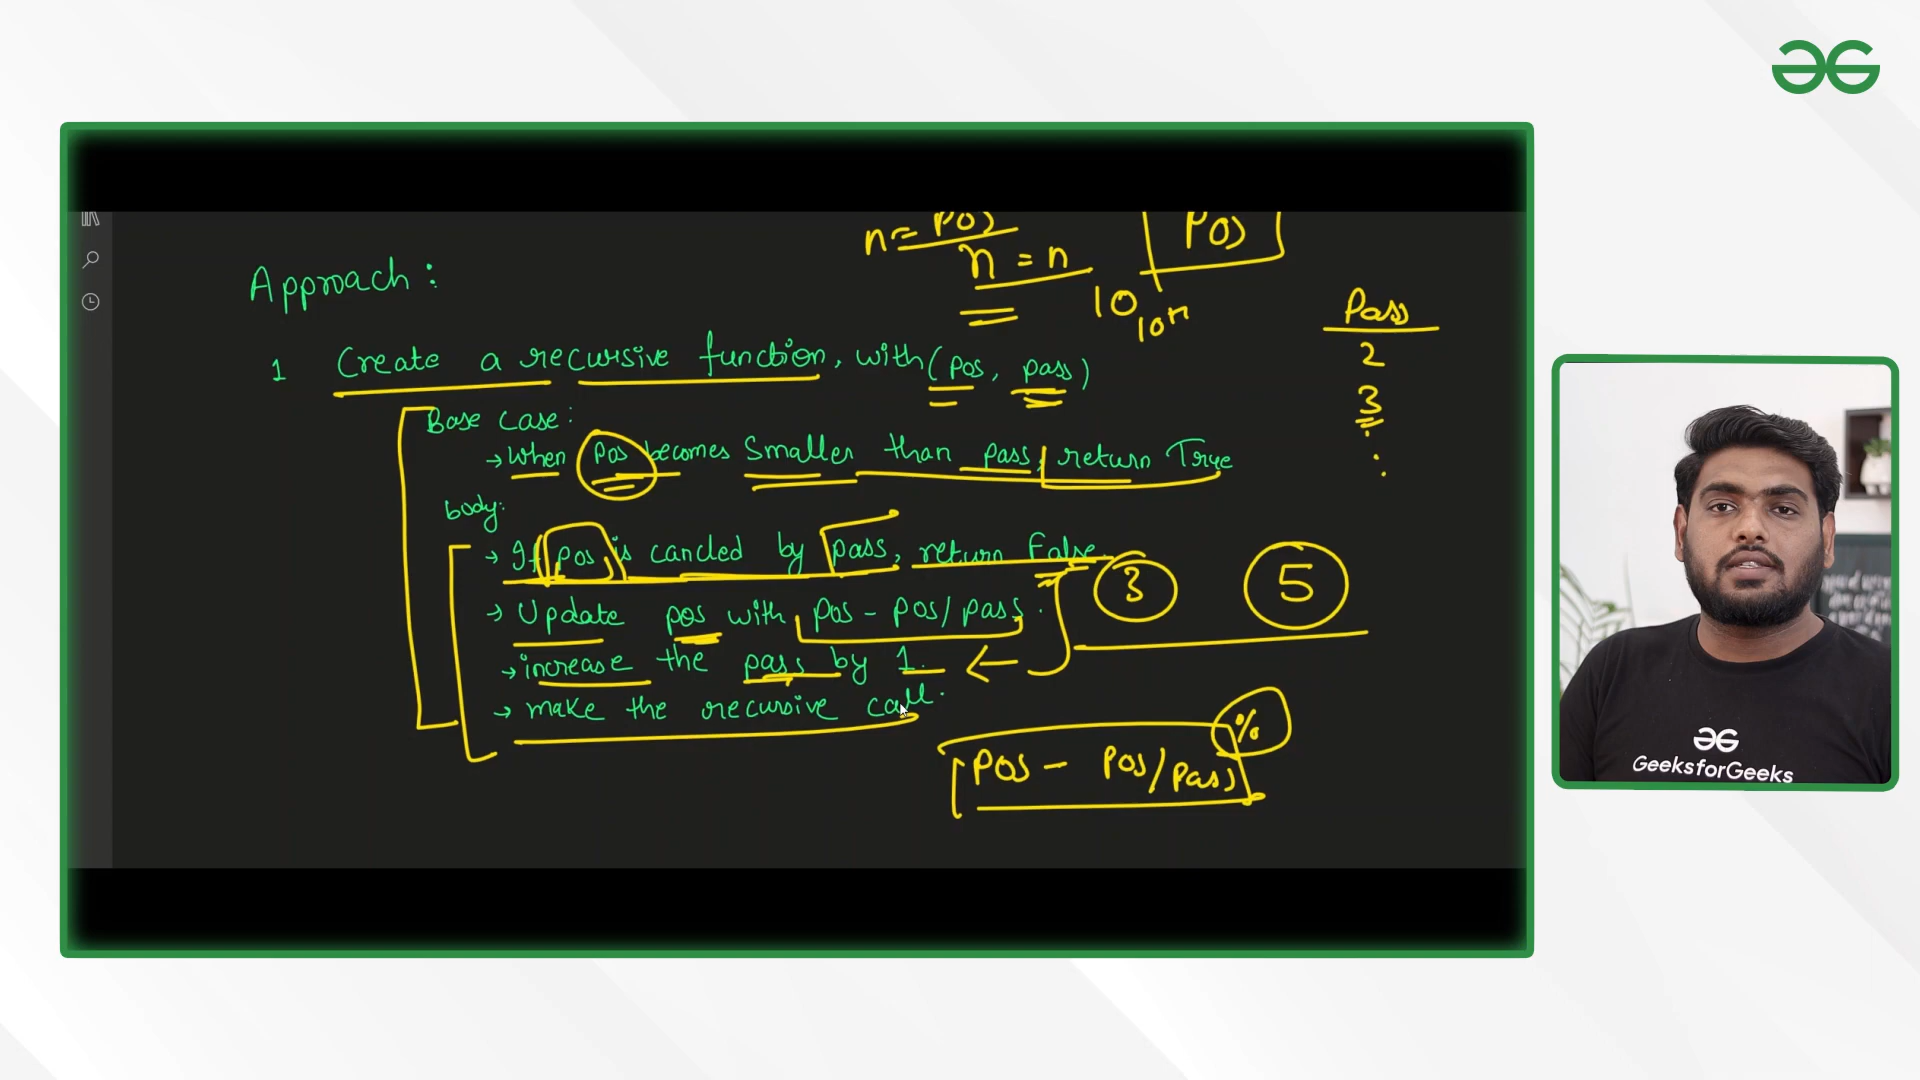 n = Pos
n = n
Pos
10
10n
Approach :
Pass
2
3
1 Create a recursive function, with (pos, pass)
Base case:
→ When pos becomes Smaller than pass, return True
body:
→ If pos is cancled by pass, return False.
3 5
→ Update pos with pos - pos/pass.
→ increase the pass by 1.
→ make the recursive call.
%
Pos - Pos/pass
GeeksforGeeks